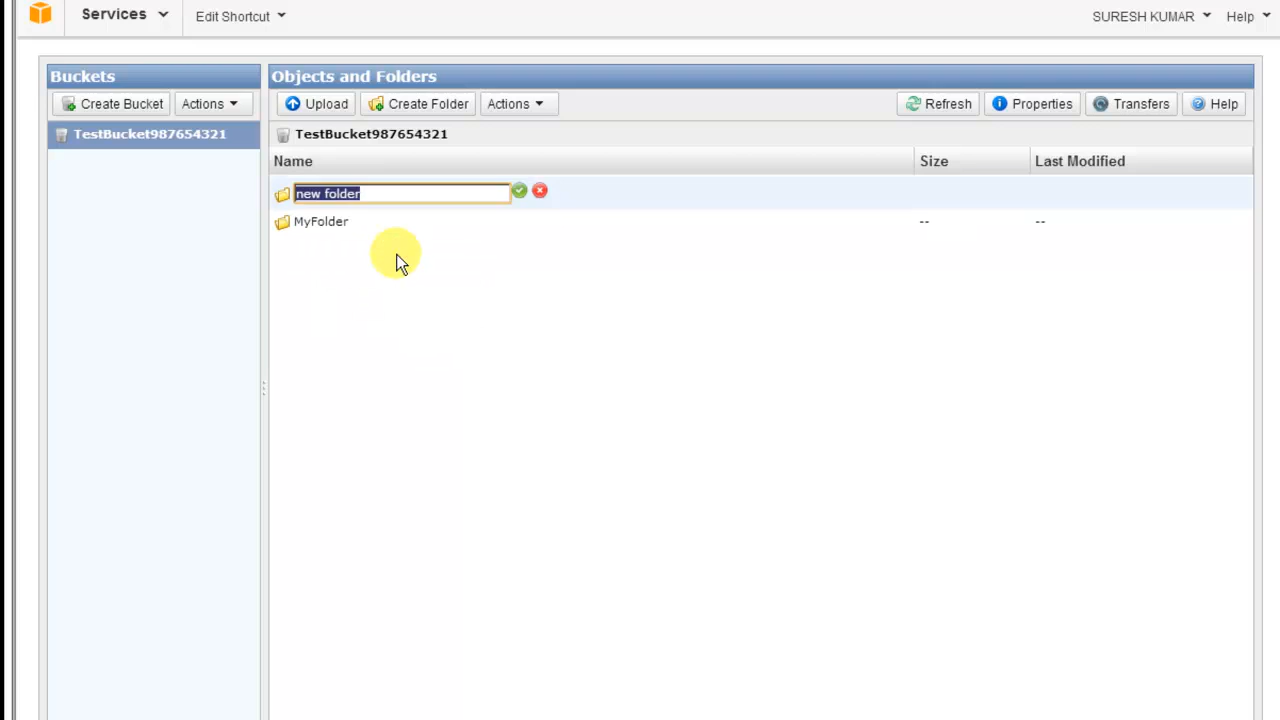 Services Edit Shortcut SURESH KUMAR Help
Buckets Objects and Folders
Create Bucket Actions Upload Create Folder Actions Refresh Properties Transfers Help
TestBucket987654321 TestBucket987654321
Name Size Last Modified
new folder
MyFolder -- --